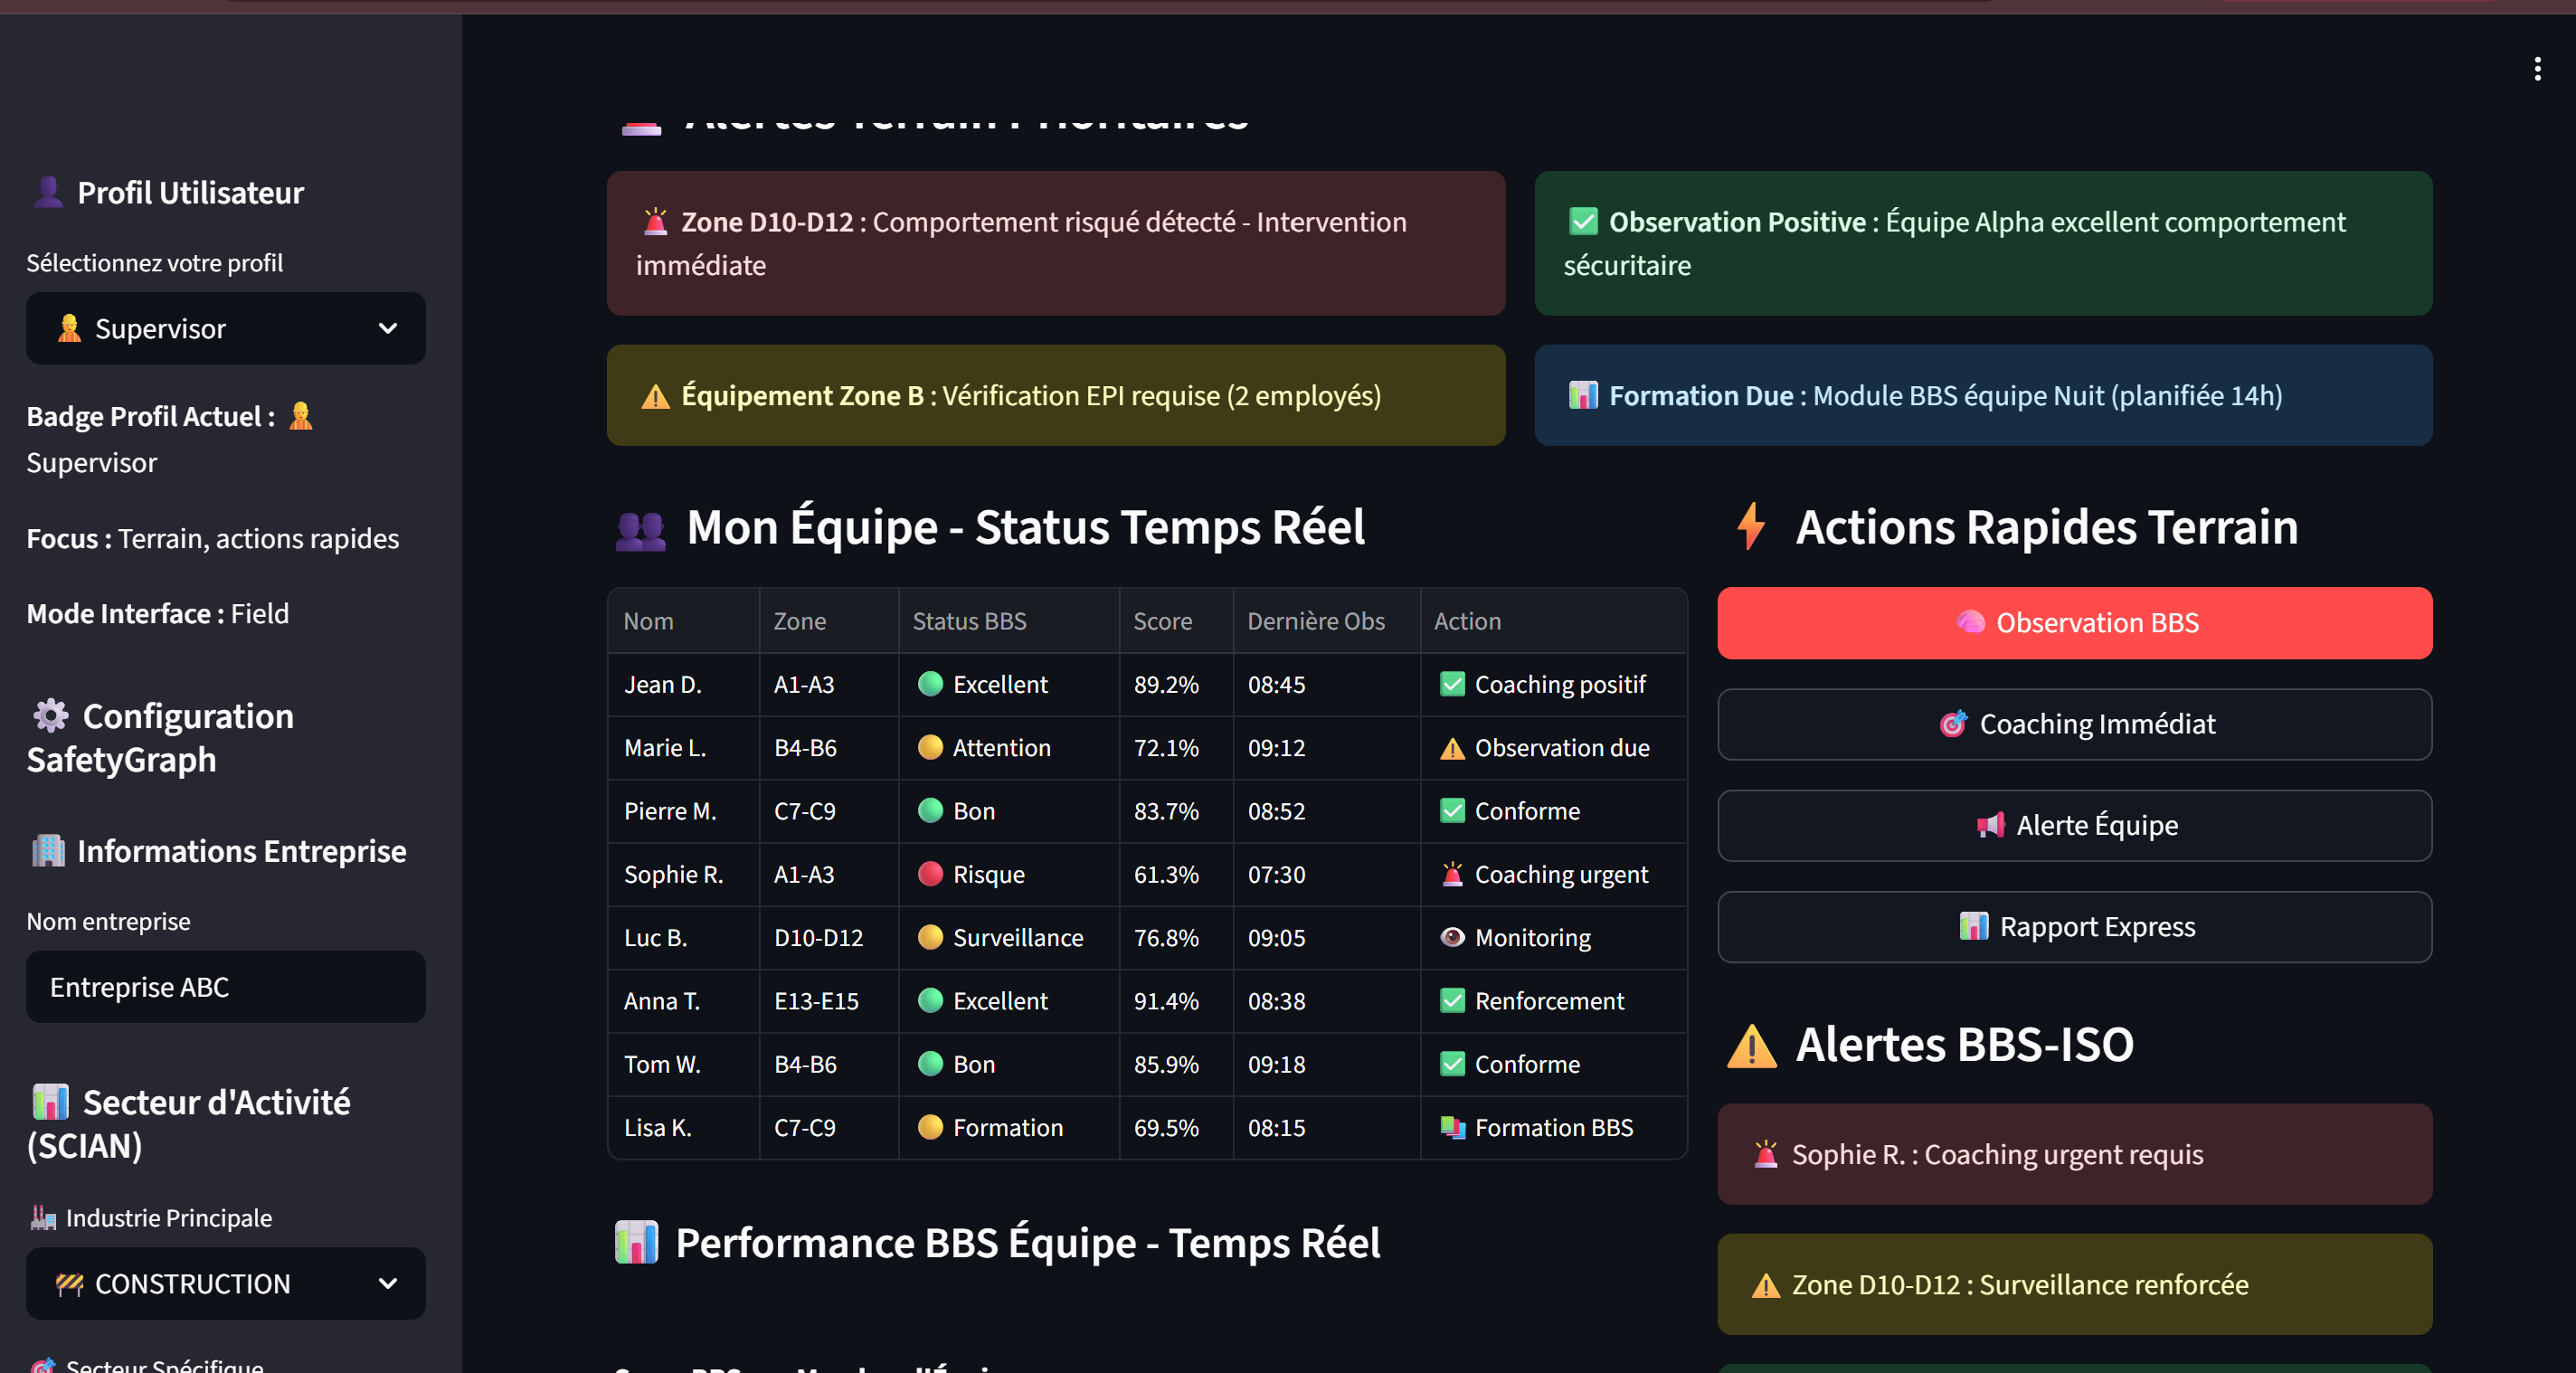 Profil Utilisateur
Sélectionnez votre profil
Supervisor
Badge Profil Actuel :
Supervisor
Focus : Terrain, actions rapides
Mode Interface : Field
Configuration
SafetyGraph
Informations Entreprise
Nom entreprise
Entreprise ABC
Secteur d'Activité
(SCIAN)
Industrie Principale
CONSTRUCTION
Secteur Spécifique
Alertes Terrain Prioritaires
Zone D10-D12 : Comportement risqué détecté - Intervention
immédiate
Observation Positive : Équipe Alpha excellent comportement
sécuritaire
Équipement Zone B : Vérification EPI requise (2 employés)
Formation Due : Module BBS équipe Nuit (planifiée 14h)
Mon Équipe - Status Temps Réel
Nom Zone Status BBS Score Dernière Obs Action
Jean D. A1-A3 Excellent 89.2% 08:45 Coaching positif
Marie L. B4-B6 Attention 72.1% 09:12 Observation due
Pierre M. C7-C9 Bon 83.7% 08:52 Conforme
Sophie R. A1-A3 Risque 61.3% 07:30 Coaching urgent
Luc B. D10-D12 Surveillance 76.8% 09:05 Monitoring
Anna T. E13-E15 Excellent 91.4% 08:38 Renforcement
Tom W. B4-B6 Bon 85.9% 09:18 Conforme
Lisa K. C7-C9 Formation 69.5% 08:15 Formation BBS
Performance BBS Équipe - Temps Réel
Actions Rapides Terrain
Observation BBS
Coaching Immédiat
Alerte Équipe
Rapport Express
Alertes BBS-ISO
Sophie R. : Coaching urgent requis
Zone D10-D12 : Surveillance renforcée